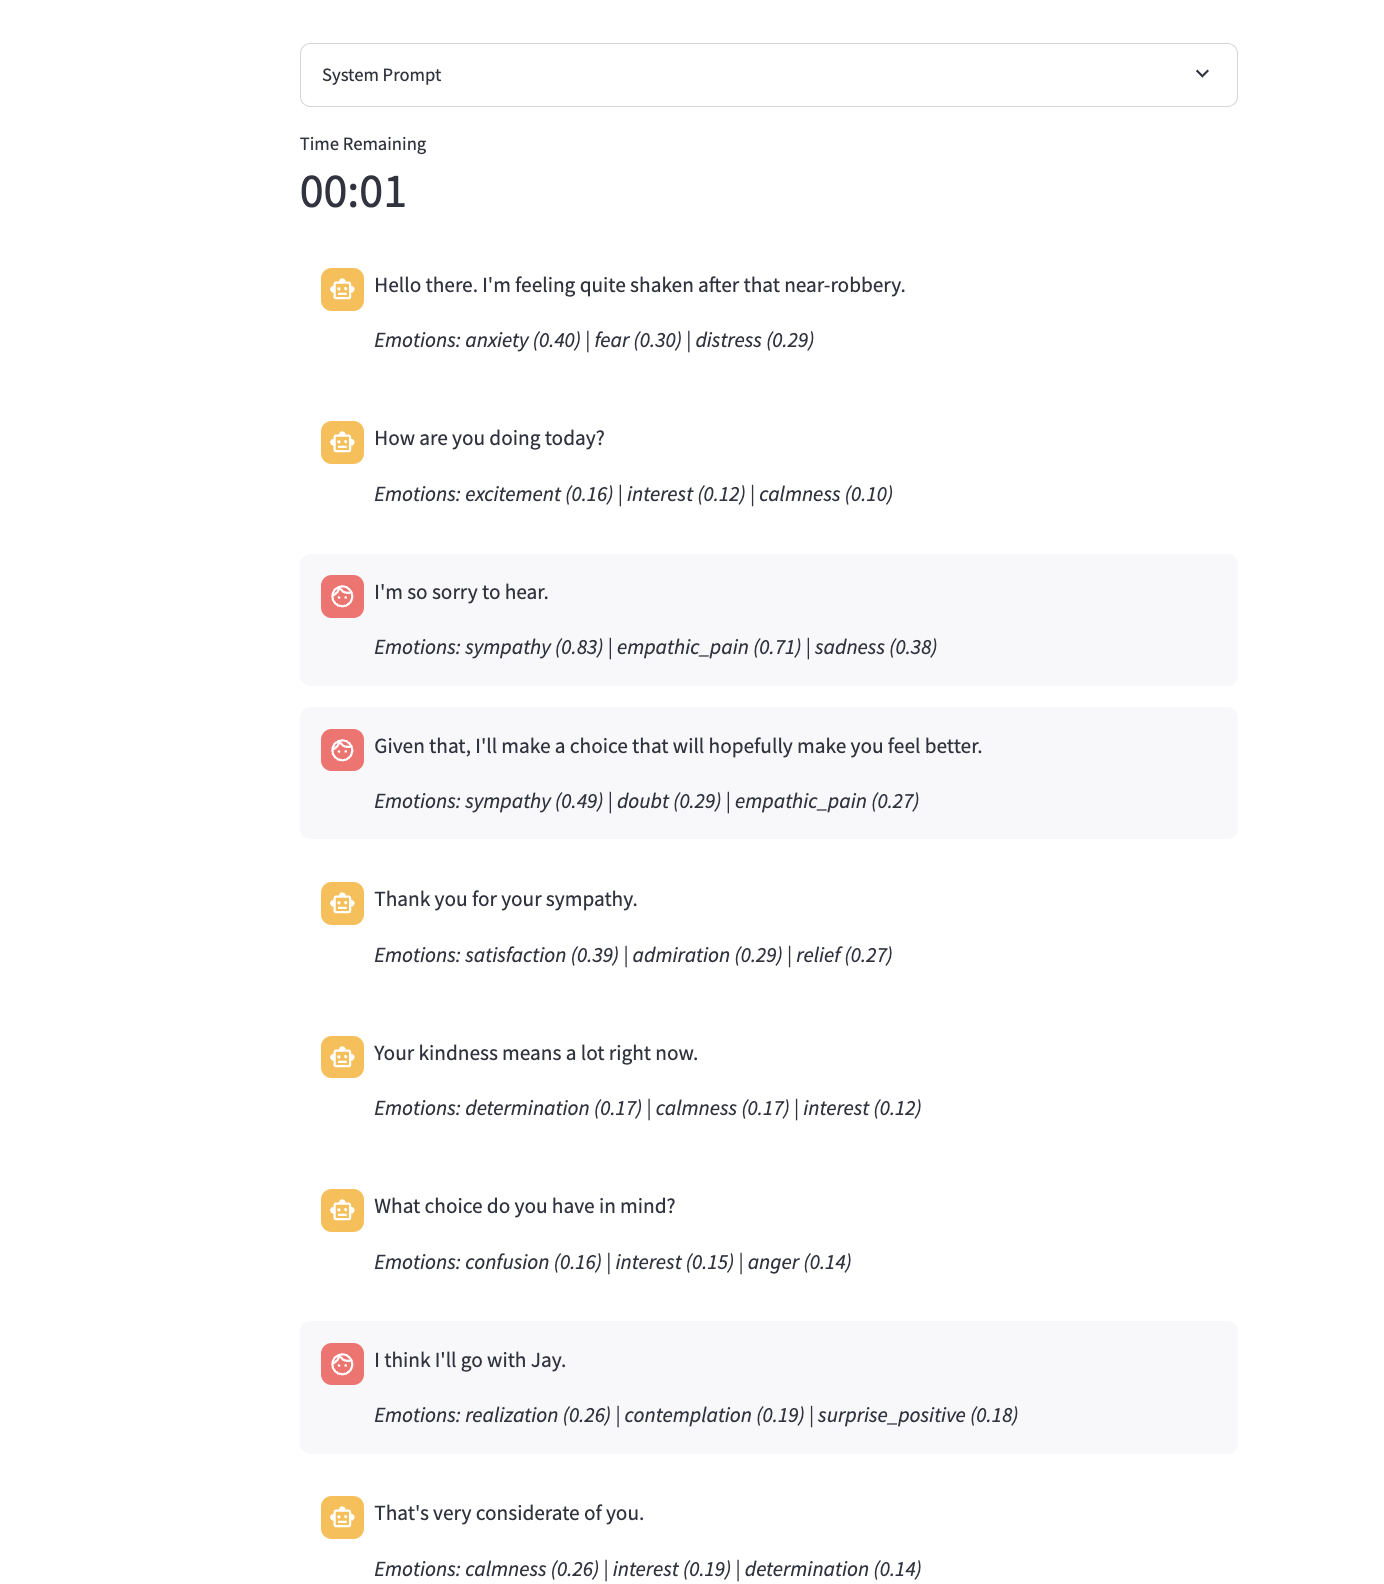 System Prompt
Time Remaining
00:01
Hello there. I'm feeling quite shaken after that near-robbery.
Emotions: anxiety (0.40) | fear (0.30) | distress (0.29)
How are you doing today?
Emotions: excitement (0.16) | interest (0.12) | calmness (0.10)
I'm so sorry to hear.
Emotions: sympathy (0.83) | empathic_pain (0.71) | sadness (0.38)
Given that, I'll make a choice that will hopefully make you feel better.
Emotions: sympathy (0.49) | doubt (0.29) | empathic_pain (0.27)
Thank you for your sympathy.
Emotions: satisfaction (0.39) | admiration (0.29) | relief (0.27)
Your kindness means a lot right now.
Emotions: determination (0.17) | calmness (0.17) | interest (0.12)
What choice do you have in mind?
Emotions: confusion (0.16) | interest (0.15) | anger (0.14)
I think I'll go with Jay.
Emotions: realization (0.26) | contemplation (0.19) | surprise_positive (0.18)
That's very considerate of you.
Emotions: calmness (0.26) | interest (0.19) | determination (0.14)